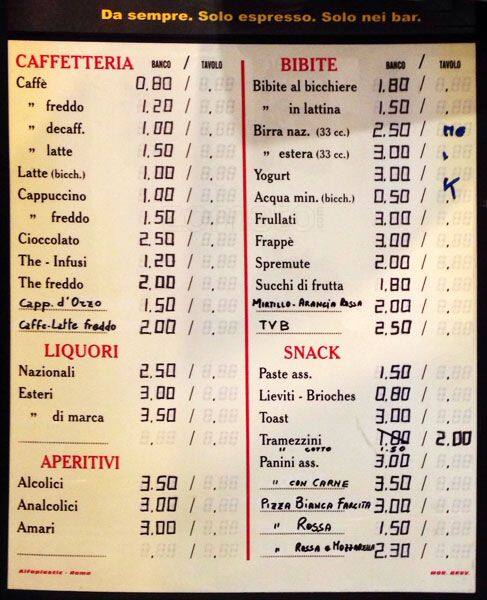 Da sempre. Solo espresso. Solo nei bar.
CAFFETTERIA BANCO / TAVOLO
Caffè 0.80 /
" freddo 1.20 /
" decaff. 1.00 /
" latte 1.50 /
Latte (bicch.) 1.00 /
Cappuccino 1.00 /
" freddo 1.50 /
Cioccolato 2.50 /
The - Infusi 1.20 /
The freddo 2.00 /
Capp. d'Orzo 1.50 /
Caffe-Latte freddo 2.00 /
LIQUORI
Nazionali 2.50 /
Esteri 3.00 /
" di marca 3.50 /
/
APERITIVI
Alcolici 3.50 /
Analcolici 3.00 /
Amari 3.00 /
/
Alfaplastic - Roma
BIBITE BANCO / TAVOLO
Bibite al bicchiere 1.80 /
" in lattina 1.50 /
Birra naz. (33 cc.) 2.50 /
" estera (33 cc.) 3.00 /
Yogurt 3.00 /
Acqua min. (bicch.) 0.50 /
Frullati 3.00 /
Frappè 3.00 /
Spremute 2.00 /
Succhi di frutta 1.80 /
Mirtillo-Arancia Rossa 2.00 /
TVB 2.50 /
SNACK
Paste ass. 1.50 /
Lieviti - Brioches 0.80 /
Toast 3.00 /
Tramezzini 1.80 / 2.00
" cotto 1.50
Panini ass. 3.00 /
" con carne 3.50 /
Pizza Bianca Farcita 3.00 /
" Rossa 1.50 /
" Rossa e Mozzarella 2.30 /
MOD. BREV.